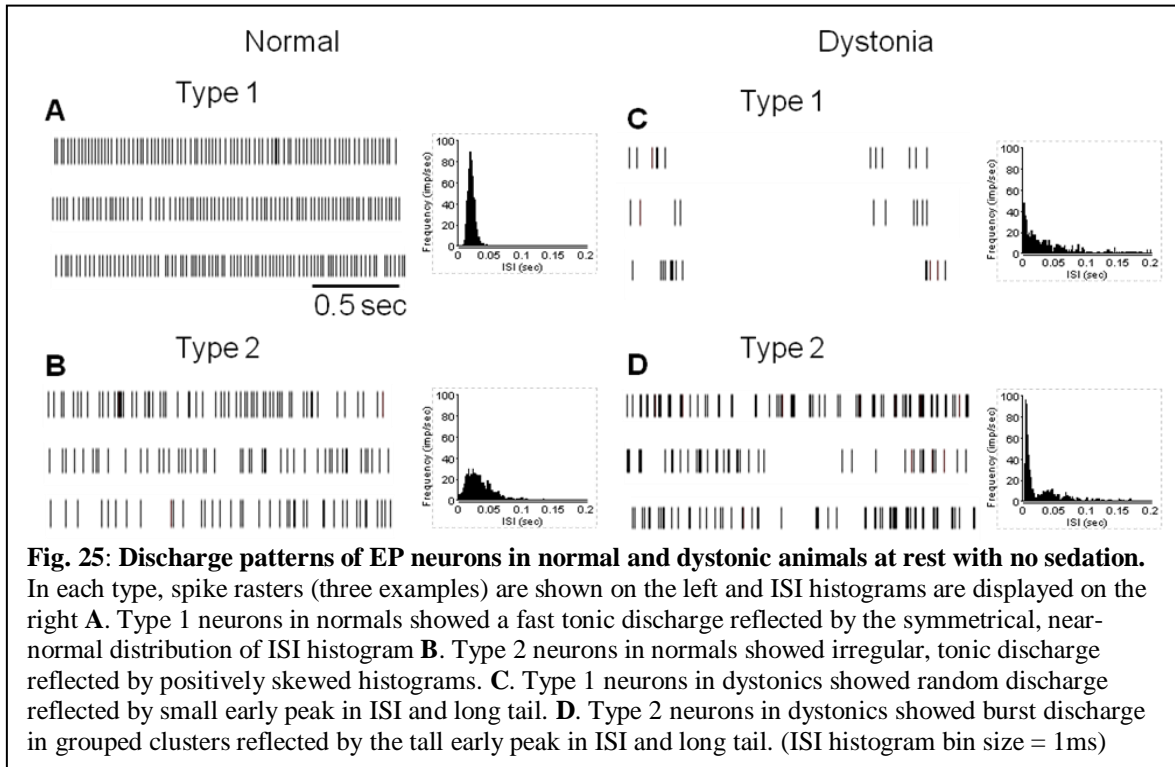 Normal
Dystonia
Type 1
A
0.5 sec
Frequency (imp/sec)
100
80
60
40
20
0
0 0.05 0.1 0.15 0.2
ISI (sec)
Type 1
C
Frequency (imp/sec)
100
80
60
40
20
0
0 0.05 0.1 0.15 0.2
ISI (sec)
Type 2
B
Frequency (imp/sec)
100
80
60
40
20
0
0 0.05 0.1 0.15 0.2
ISI (sec)
Type 2
D
Frequency (imp/sec)
100
80
60
40
20
0
0 0.05 0.1 0.15 0.2
ISI (sec)
Fig. 25: Discharge patterns of EP neurons in normal and dystonic animals at rest with no sedation.
In each type, spike rasters (three examples) are shown on the left and ISI histograms are displayed on the
right A. Type 1 neurons in normals showed a fast tonic discharge reflected by the symmetrical, near-
normal distribution of ISI histogram B. Type 2 neurons in normals showed irregular, tonic discharge
reflected by positively skewed histograms. C. Type 1 neurons in dystonics showed random discharge
reflected by small early peak in ISI and long tail. D. Type 2 neurons in dystonics showed burst discharge
in grouped clusters reflected by the tall early peak in ISI and long tail. (ISI histogram bin size = 1ms)